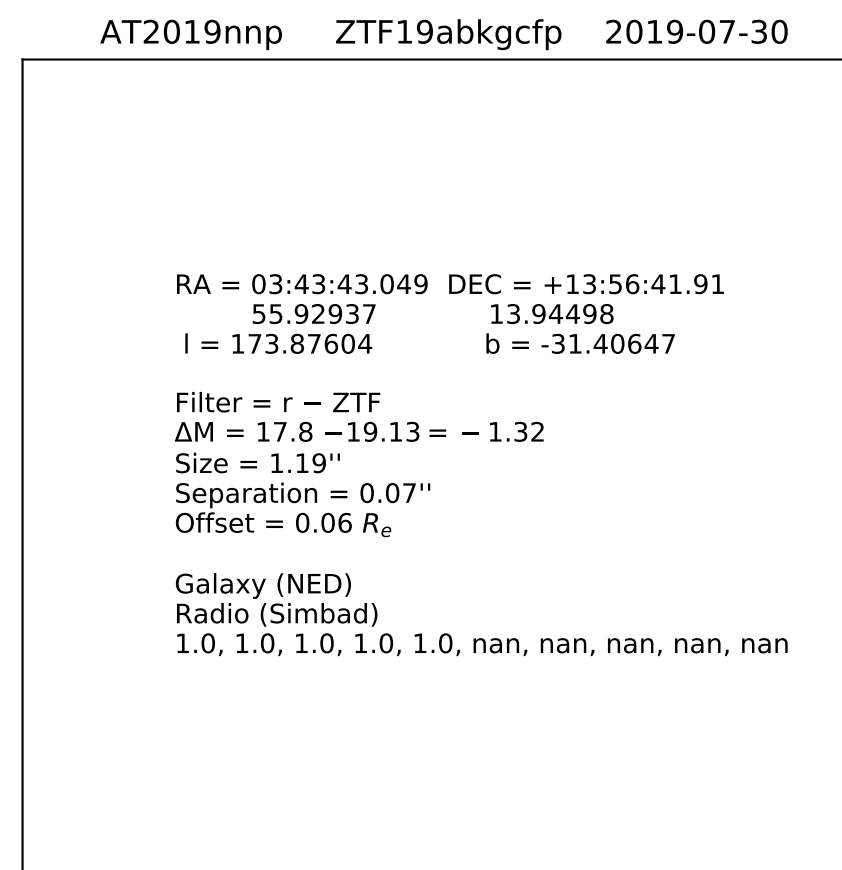 AT2019nnp ZTF19abkgcfp 2019-07-30
RA = 03:43:43.049 DEC = +13:56:41.91
55.92937 13.94498
l = 173.87604 b = -31.40647
Filter = r − ZTF
ΔM = 17.8 −19.13 = − 1.32
Size = 1.19''
Separation = 0.07''
Offset = 0.06 Rₑ
Galaxy (NED)
Radio (Simbad)
1.0, 1.0, 1.0, 1.0, 1.0, nan, nan, nan, nan, nan